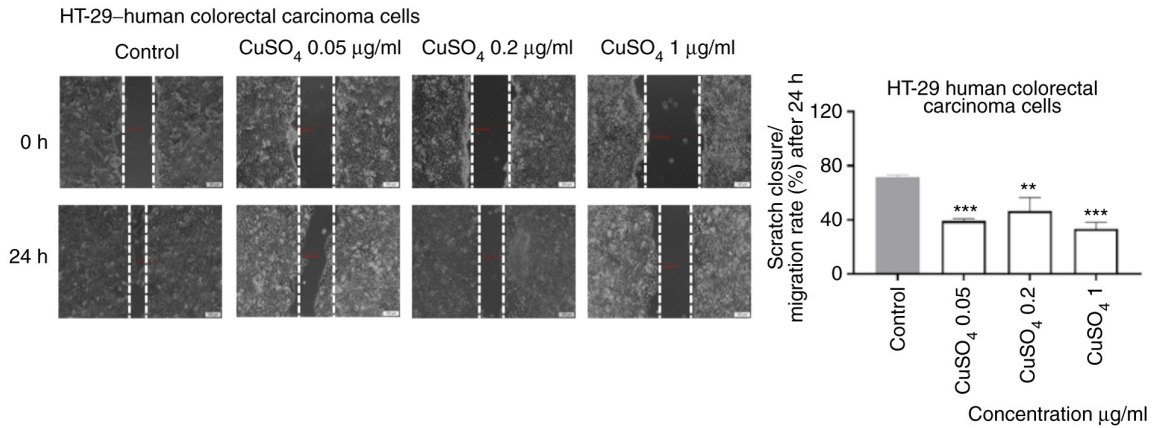 HT-29–human colorectal carcinoma cells
Control
CuSO4 0.05 μg/ml
CuSO4 0.2 μg/ml
CuSO4 1 μg/ml
0 h
24 h
HT-29 human colorectal
carcinoma cells
Scratch closure/
migration rate (%) after 24 h
120
80
40
0
***
**
***
Control
CuSO4 0.05
CuSO4 0.2
CuSO4 1
Concentration μg/ml